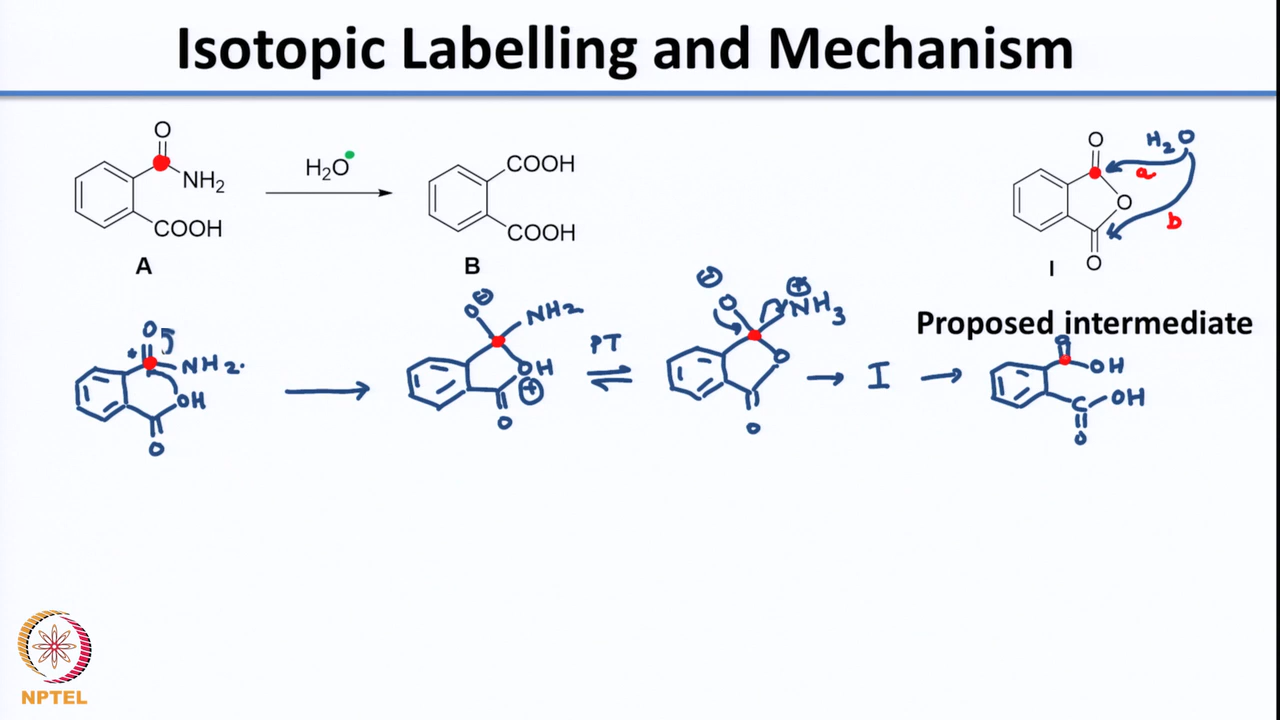 Isotopic Labelling and Mechanism
O
NH2
COOH
A
H2O
COOH
COOH
B
O
O
O
I
H2O
a
b
Proposed intermediate
O
NH2
OH
O
O⊖
NH2
OH
⊕
O
PT
⊖
O
⊕
NH3
O
O
I
O
OH
C
OH
O
NPTEL